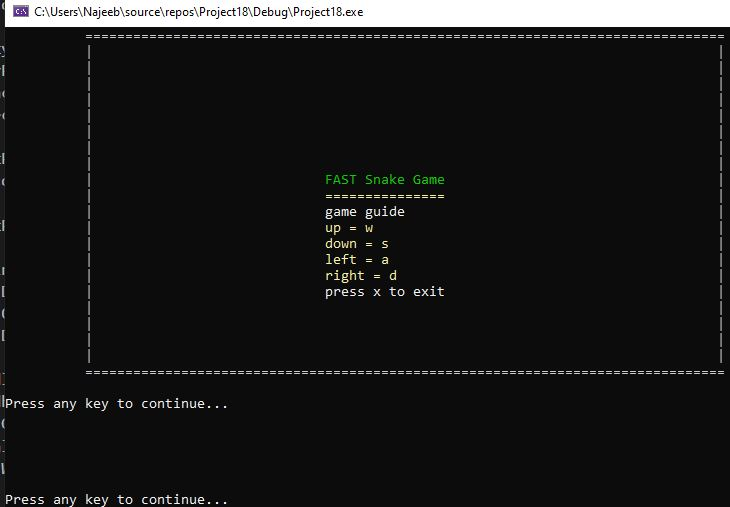 C:\Users\Najeeb\source\repos\Project18\Debug\Project18.exe
FAST Snake Game
===============
game guide
up = w
down = s
left = a
right = d
press x to exit
Press any key to continue...
Press any key to continue...